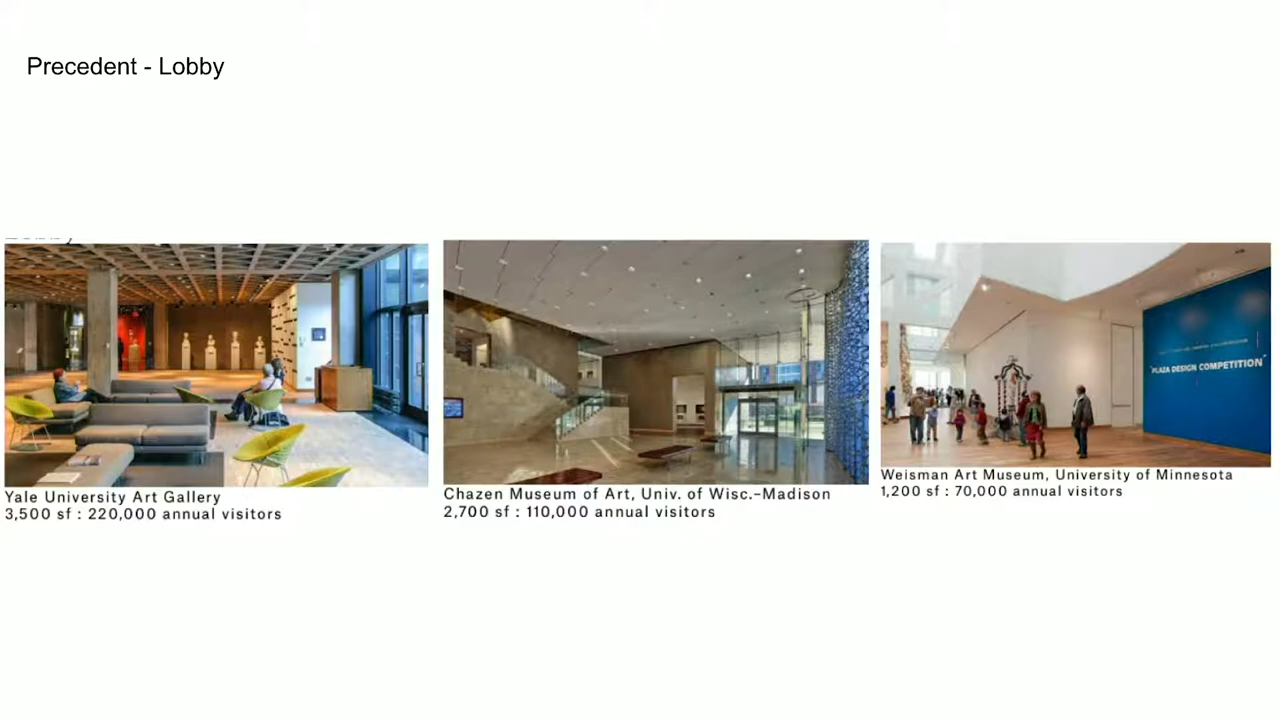 Precedent - Lobby
Yale University Art Gallery
3,500 sf : 220,000 annual visitors
Chazen Museum of Art, Univ. of Wisc.–Madison
2,700 sf : 110,000 annual visitors
"PLAZA DESIGN COMPETITION"
Weisman Art Museum, University of Minnesota
1,200 sf : 70,000 annual visitors